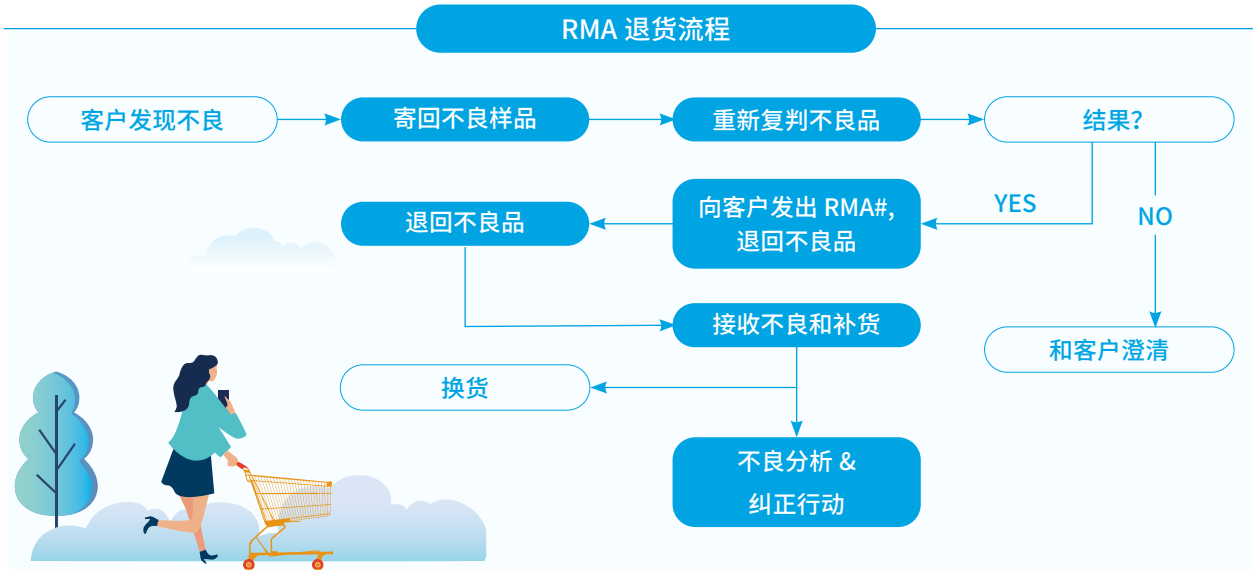 RMA 退货流程
客户发现不良
寄回不良样品
重新复判不良品
结果?
YES
NO
向客户发出 RMA#,
退回不良品
退回不良品
接收不良和补货
和客户澄清
换货
不良分析 &
纠正行动